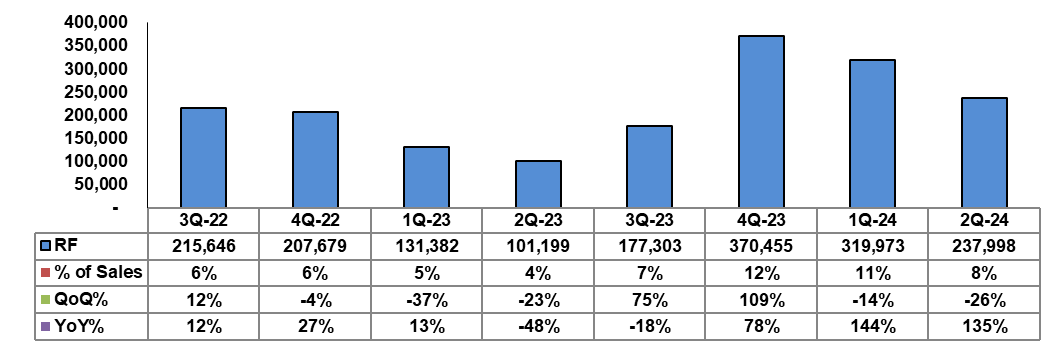 400,000
350,000
300,000
250,000
200,000
150,000
100,000
50,000
-
3Q-22 4Q-22 1Q-23 2Q-23 3Q-23 4Q-23 1Q-24 2Q-24
RF 215,646 207,679 131,382 101,199 177,303 370,455 319,973 237,998
% of Sales 6% 6% 5% 4% 7% 12% 11% 8%
QoQ% 12% -4% -37% -23% 75% 109% -14% -26%
YoY% 12% 27% 13% -48% -18% 78% 144% 135%